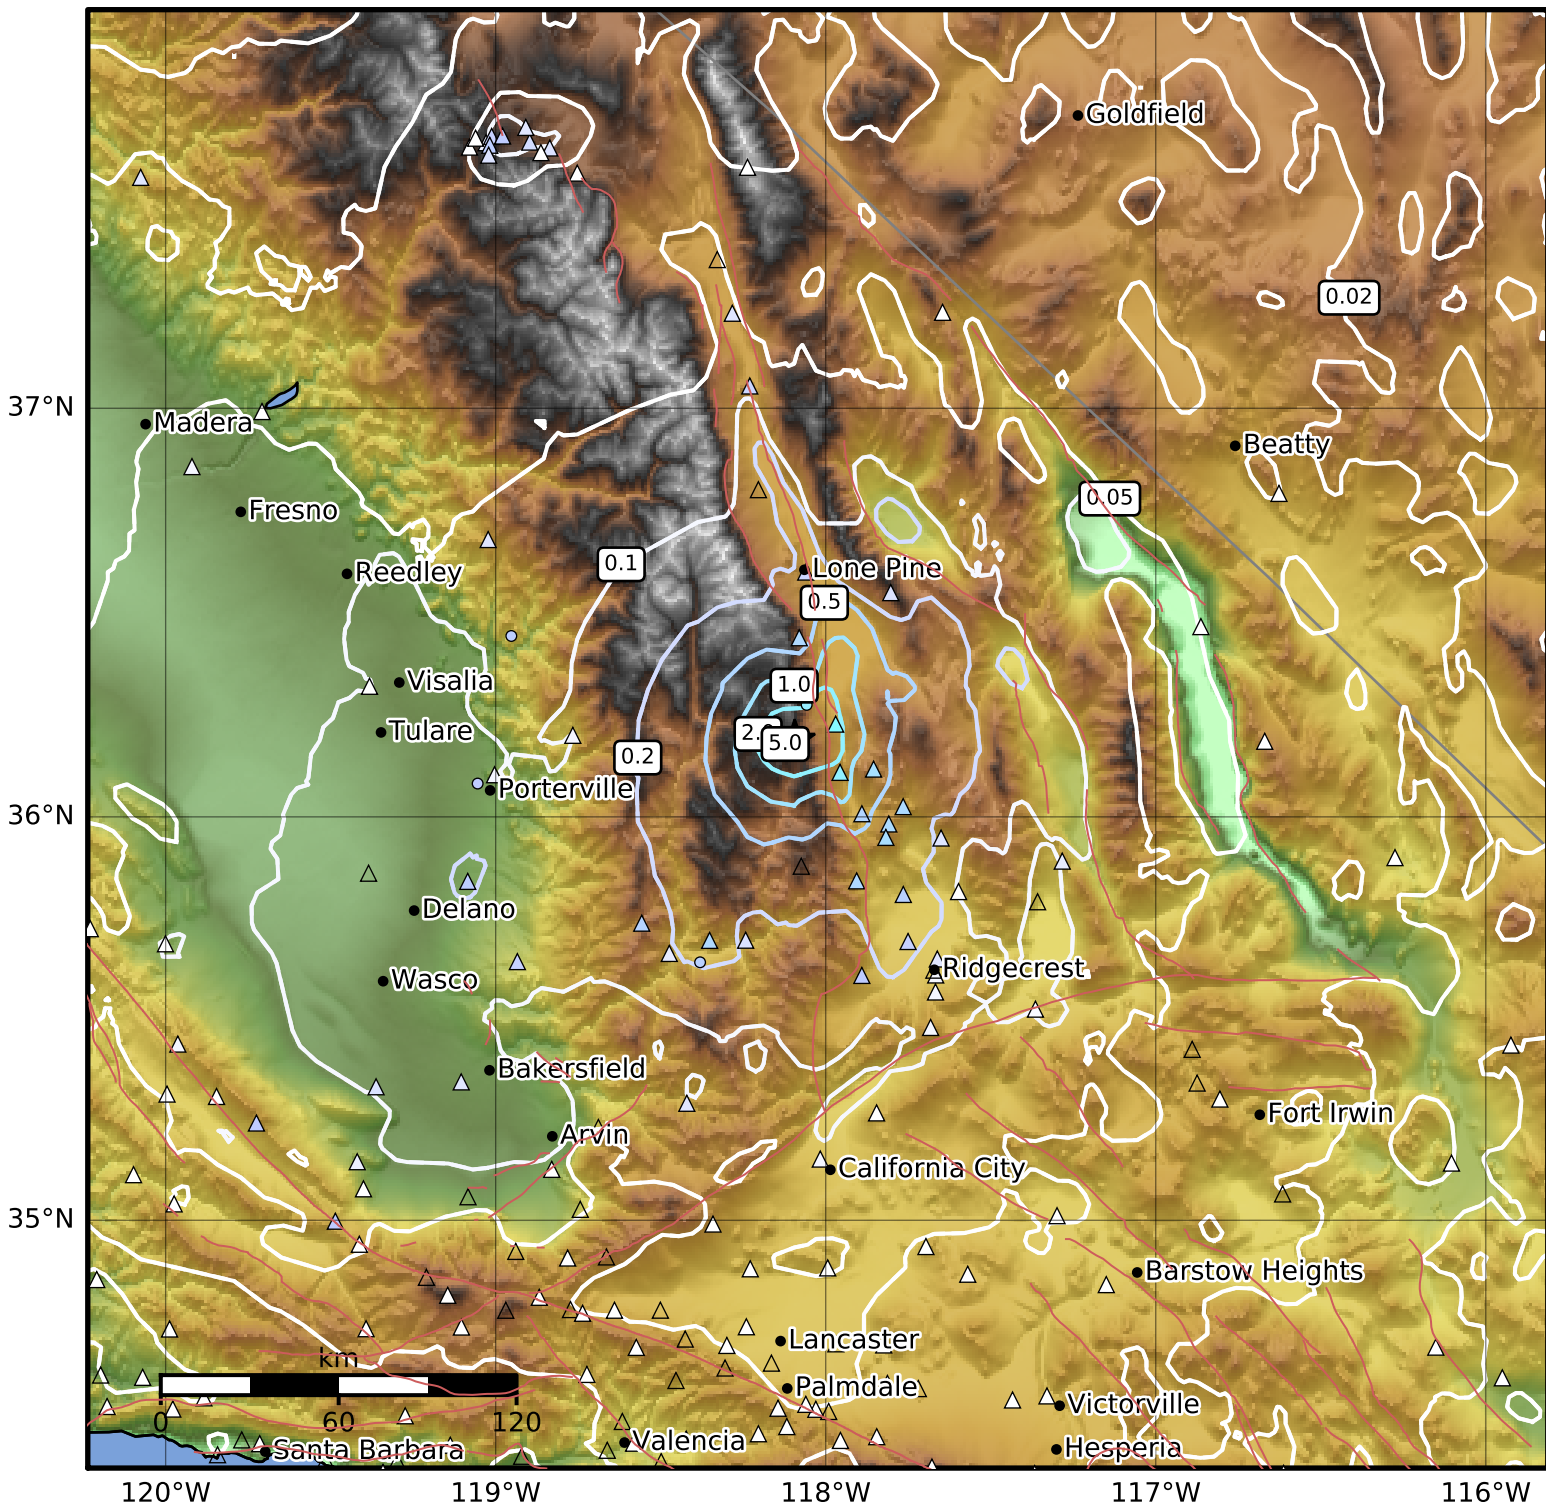 Goldfield
0.02
37°N
Madera
Beatty
0.05
Fresno
0.1
Lone Pine
Reedley
0.5
Visalia
1.0
Tulare
5.0
0.2
Porterville
36°N
Delano
Ridgecrest
Wasco
Bakersfield
Fort Irwin
Arvin
California City
35°N
Barstow Heights
Lancaster
km
Palmdale
Victorville
0 60 120
Valencia
Hesperia
Santa Barbara
120°W 119°W 118°W 117°W 116°W